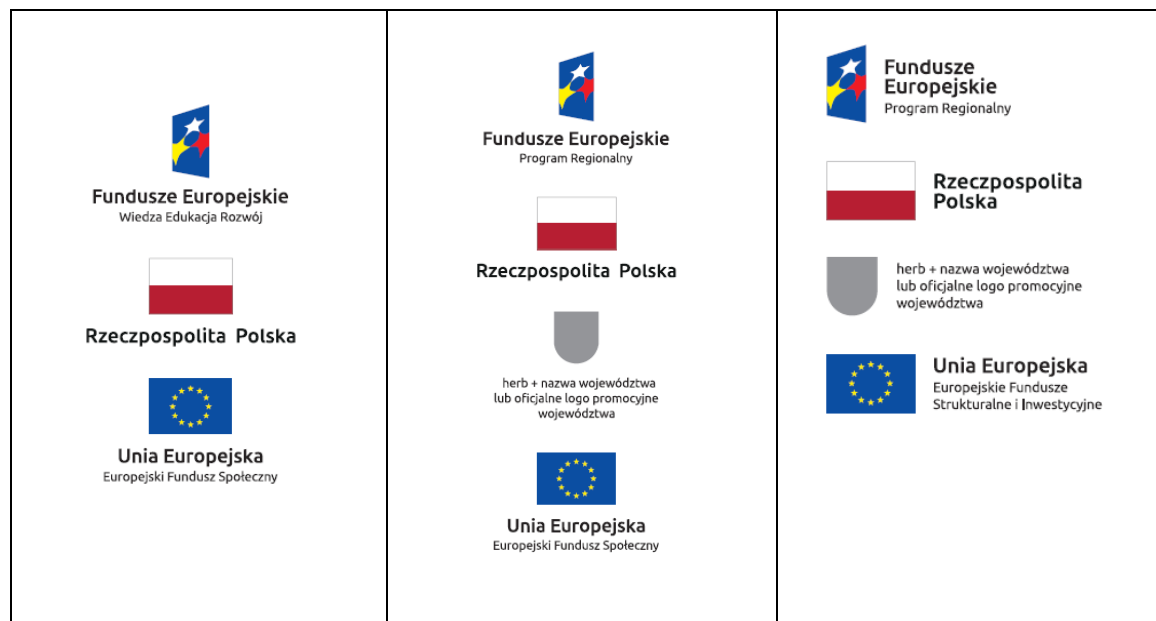 Fundusze Europejskie
Wiedza Edukacja Rozwój
Rzeczpospolita Polska
Unia Europejska
Europejski Fundusz Społeczny
Fundusze Europejskie
Program Regionalny
Rzeczpospolita Polska
herb + nazwa województwa
lub oficjalne logo promocyjne
województwa
Unia Europejska
Europejski Fundusz Społeczny
Fundusze
Europejskie
Program Regionalny
Rzeczpospolita
Polska
herb + nazwa województwa
lub oficjalne logo promocyjne
województwa
Unia Europejska
Europejskie Fundusze
Strukturalne i Inwestycyjne